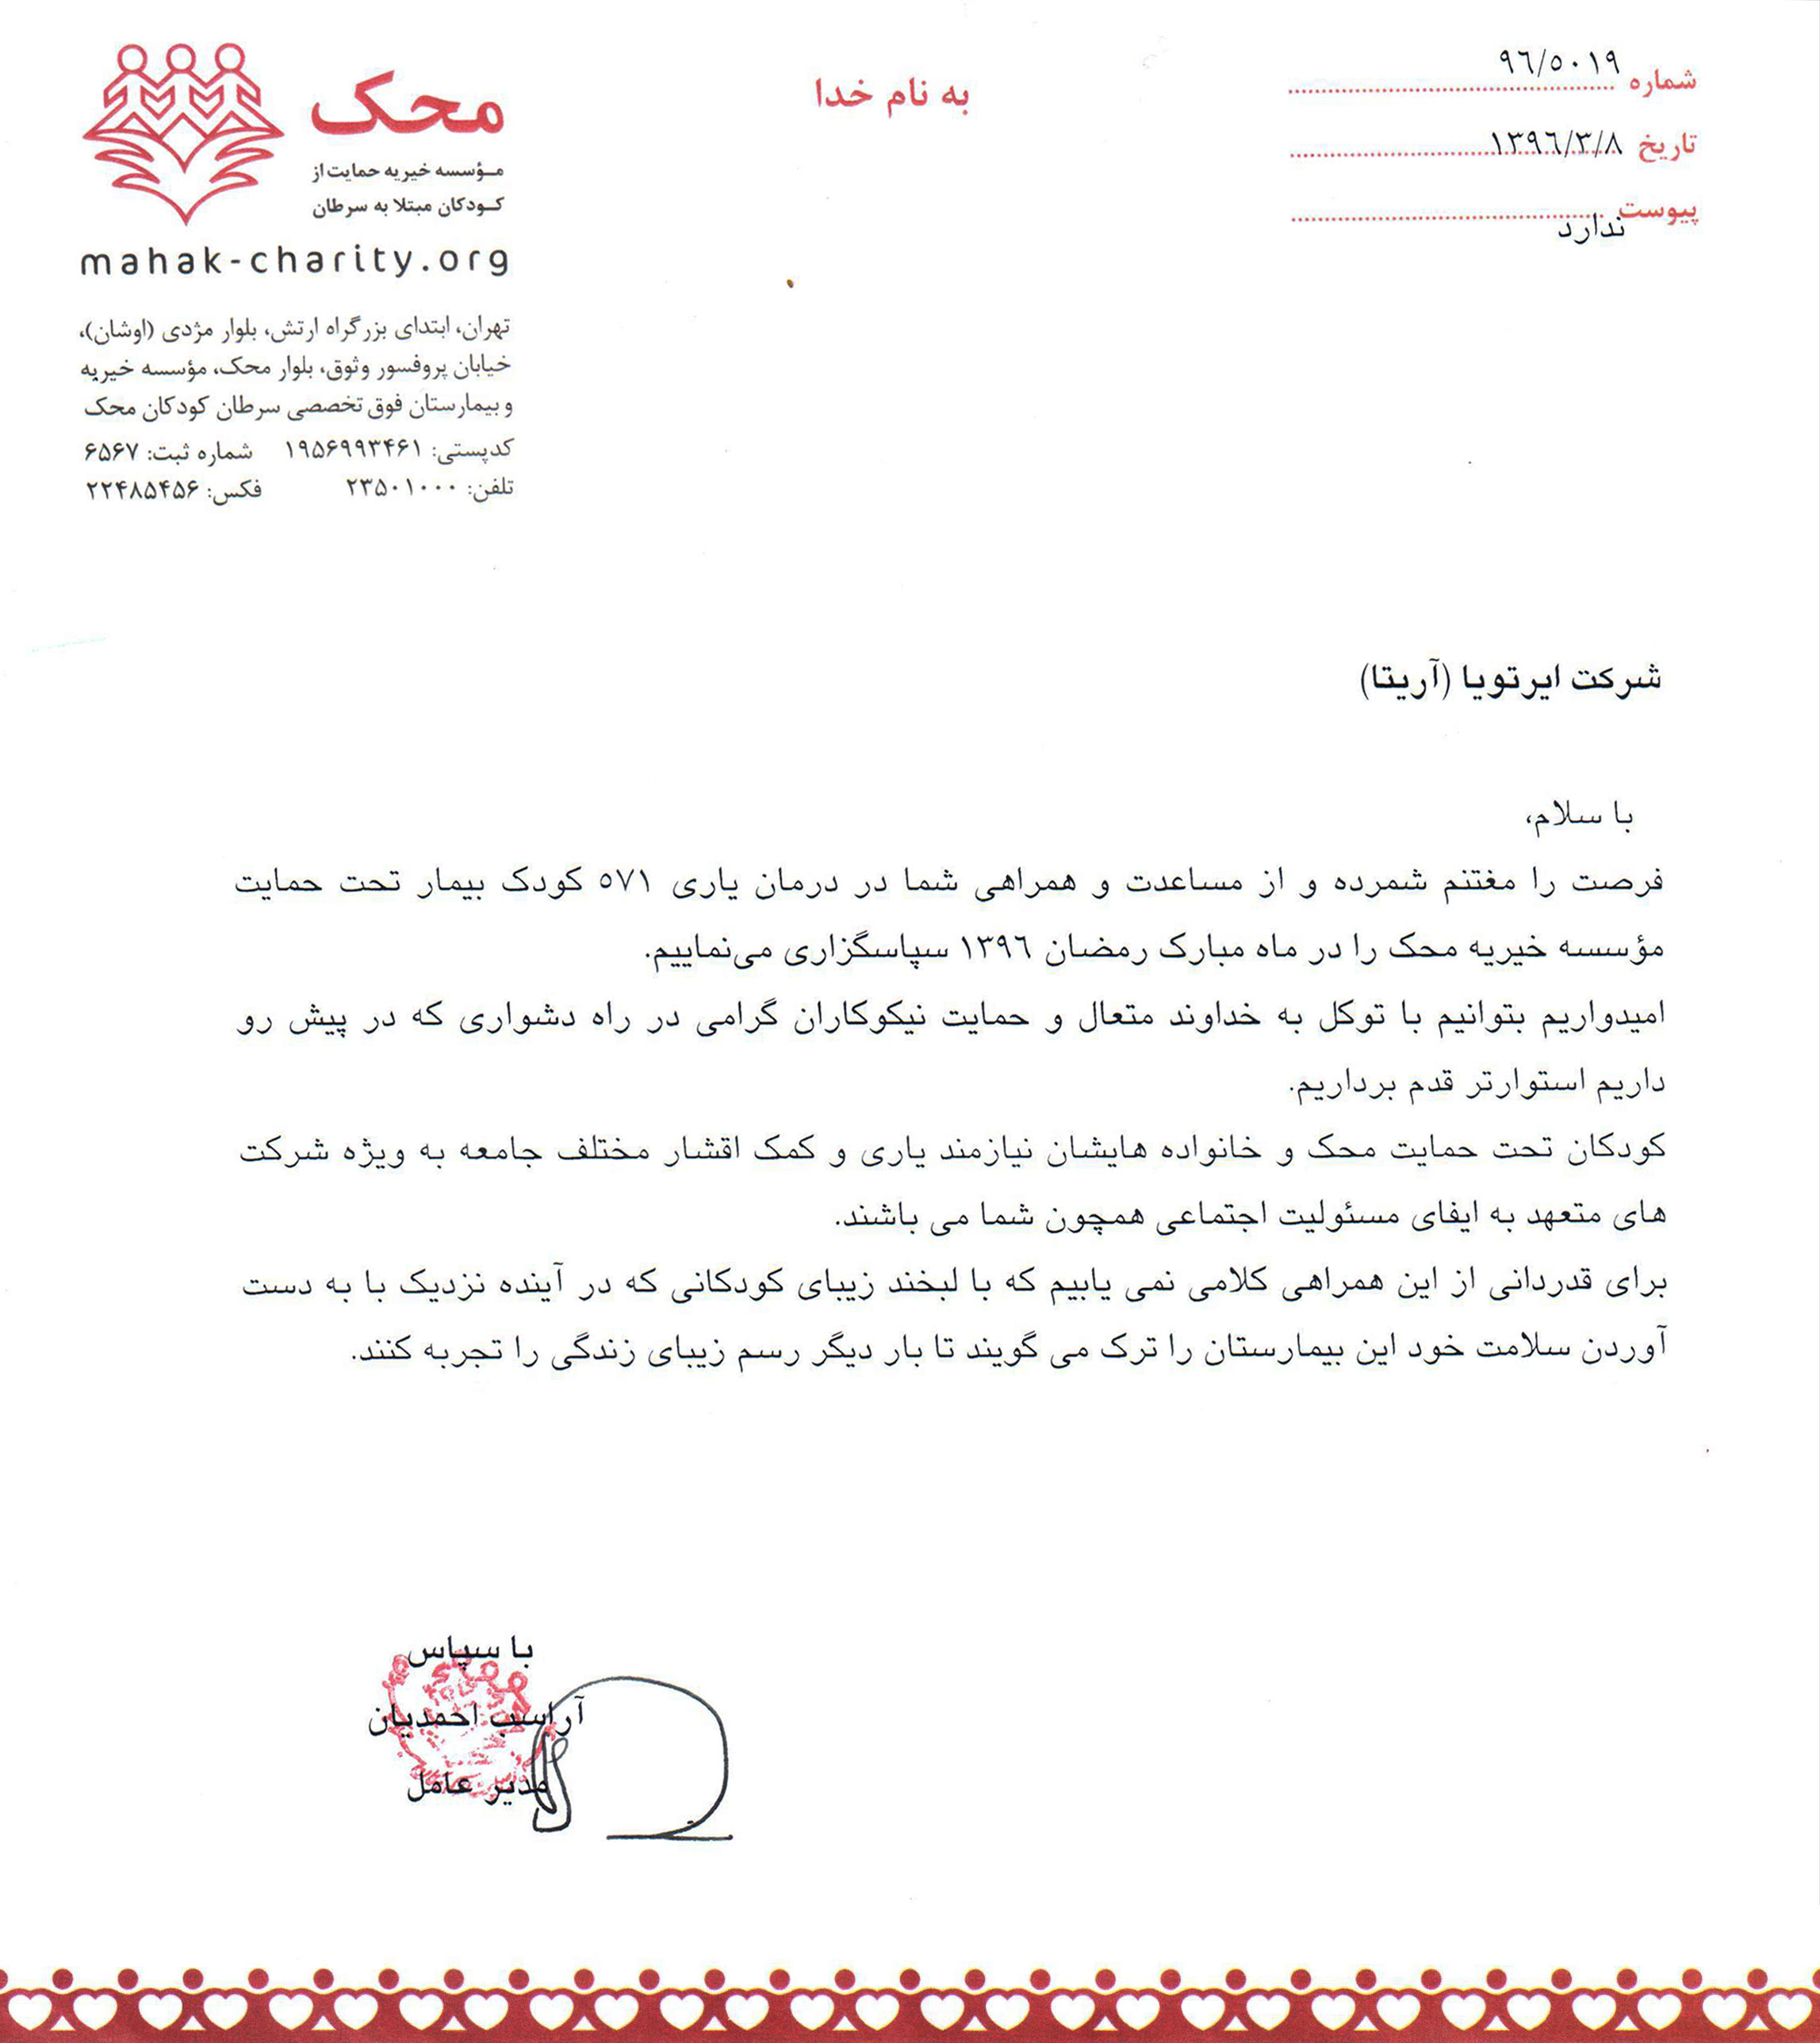 به نام خدا
شماره ٩٦/٥٠١٩
تاریخ ١٣٩٦/٣/٨
پیوست ندارد
محک
مؤسسه خیریه حمایت از
کودکان مبتلا به سرطان
mahak-charity.org
تهران، ابتدای بزرگراه ارتش، بلوار مژدی (اوشان)،
خیابان پروفسور وثوق، بلوار محک، مؤسسه خیریه
و بیمارستان فوق تخصصی سرطان کودکان محک
کدپستی: ۱۹۵۶۹۹۳۴۶۱ شماره ثبت: ۶۵۶۷
تلفن: ۲۳۵۰۱۰۰۰ فکس: ۲۲۴۸۵۴۵۶
شرکت ایرتویا (آریتا)
با سلام،
فرصت را مغتنم شمرده و از مساعدت و همراهی شما در درمان یاری ٥٧١ کودک بیمار تحت حمایت
مؤسسه خیریه محک را در ماه مبارک رمضان ١٣٩٦ سپاسگزاری می‌نماییم.
امیدواریم بتوانیم با توکل به خداوند متعال و حمایت نیکوکاران گرامی در راه دشواری که در پیش رو
داریم استوارتر قدم برداریم.
کودکان تحت حمایت محک و خانواده هایشان نیازمند یاری و کمک اقشار مختلف جامعه به ویژه شرکت
های متعهد به ایفای مسئولیت اجتماعی همچون شما می باشند.
برای قدردانی از این همراهی کلامی نمی یابیم که با لبخند زیبای کودکانی که در آینده نزدیک با به دست
آوردن سلامت خود این بیمارستان را ترک می گویند تا بار دیگر رسم زیبای زندگی را تجربه کنند.
با سپاس
آراسب احمدیان
مدیر عامل